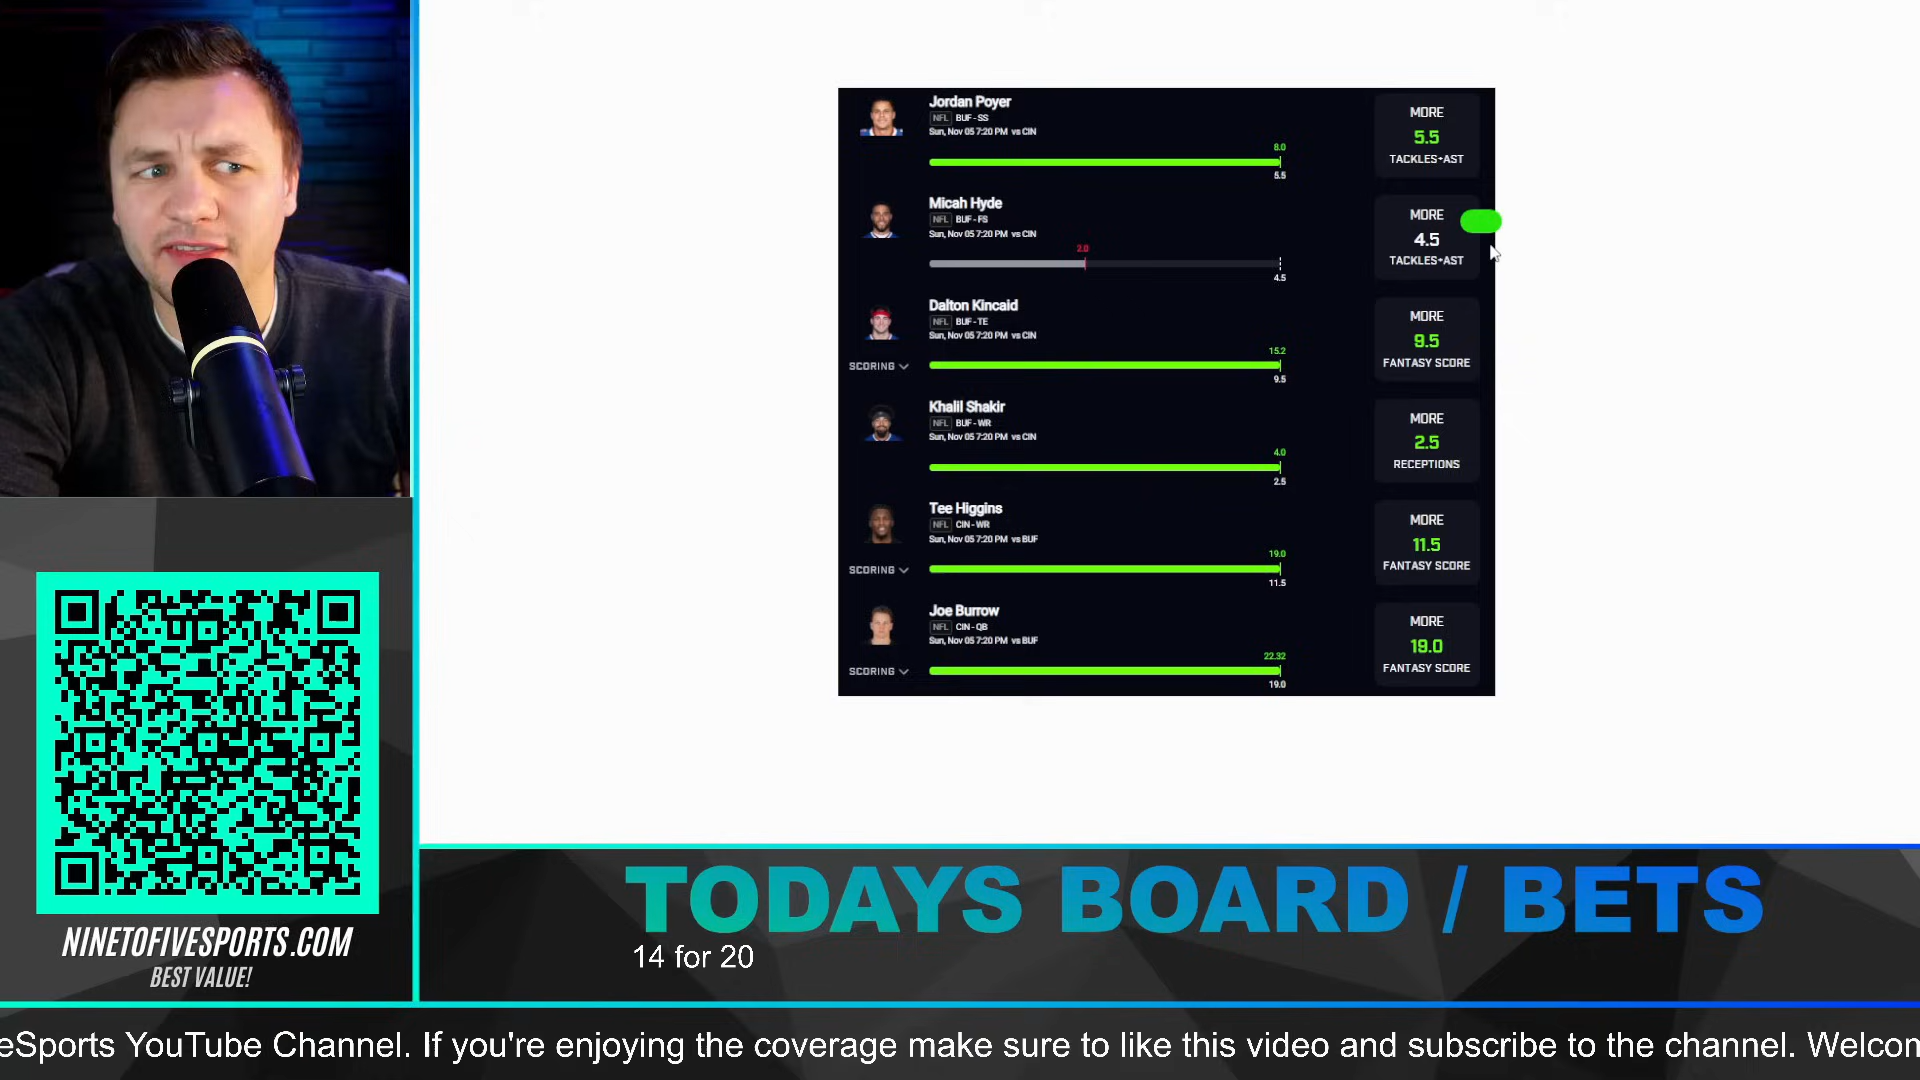 Jordan Poyer
NFL BUF - SS
Sun, Nov 05 7:20 PM vs CIN
8.0
5.5
MORE
5.5
TACKLES+AST
Micah Hyde
NFL BUF - FS
Sun, Nov 05 7:20 PM vs CIN
2.0
4.5
MORE
4.5
TACKLES+AST
Dalton Kincaid
NFL BUF - TE
Sun, Nov 05 7:20 PM vs CIN
SCORING
15.2
9.5
MORE
9.5
FANTASY SCORE
Khalil Shakir
NFL BUF - WR
Sun, Nov 05 7:20 PM vs CIN
4.0
2.5
MORE
2.5
RECEPTIONS
Tee Higgins
NFL CIN - WR
Sun, Nov 05 7:20 PM vs BUF
SCORING
19.0
11.5
MORE
11.5
FANTASY SCORE
Joe Burrow
NFL CIN - QB
Sun, Nov 05 7:20 PM vs BUF
SCORING
22.32
19.0
MORE
19.0
FANTASY SCORE
NINETOFIVESPORTS.COM
BEST VALUE!
TODAYS BOARD / BETS
14 for 20
eSports YouTube Channel. If you're enjoying the coverage make sure to like this video and subscribe to the channel. Welcon